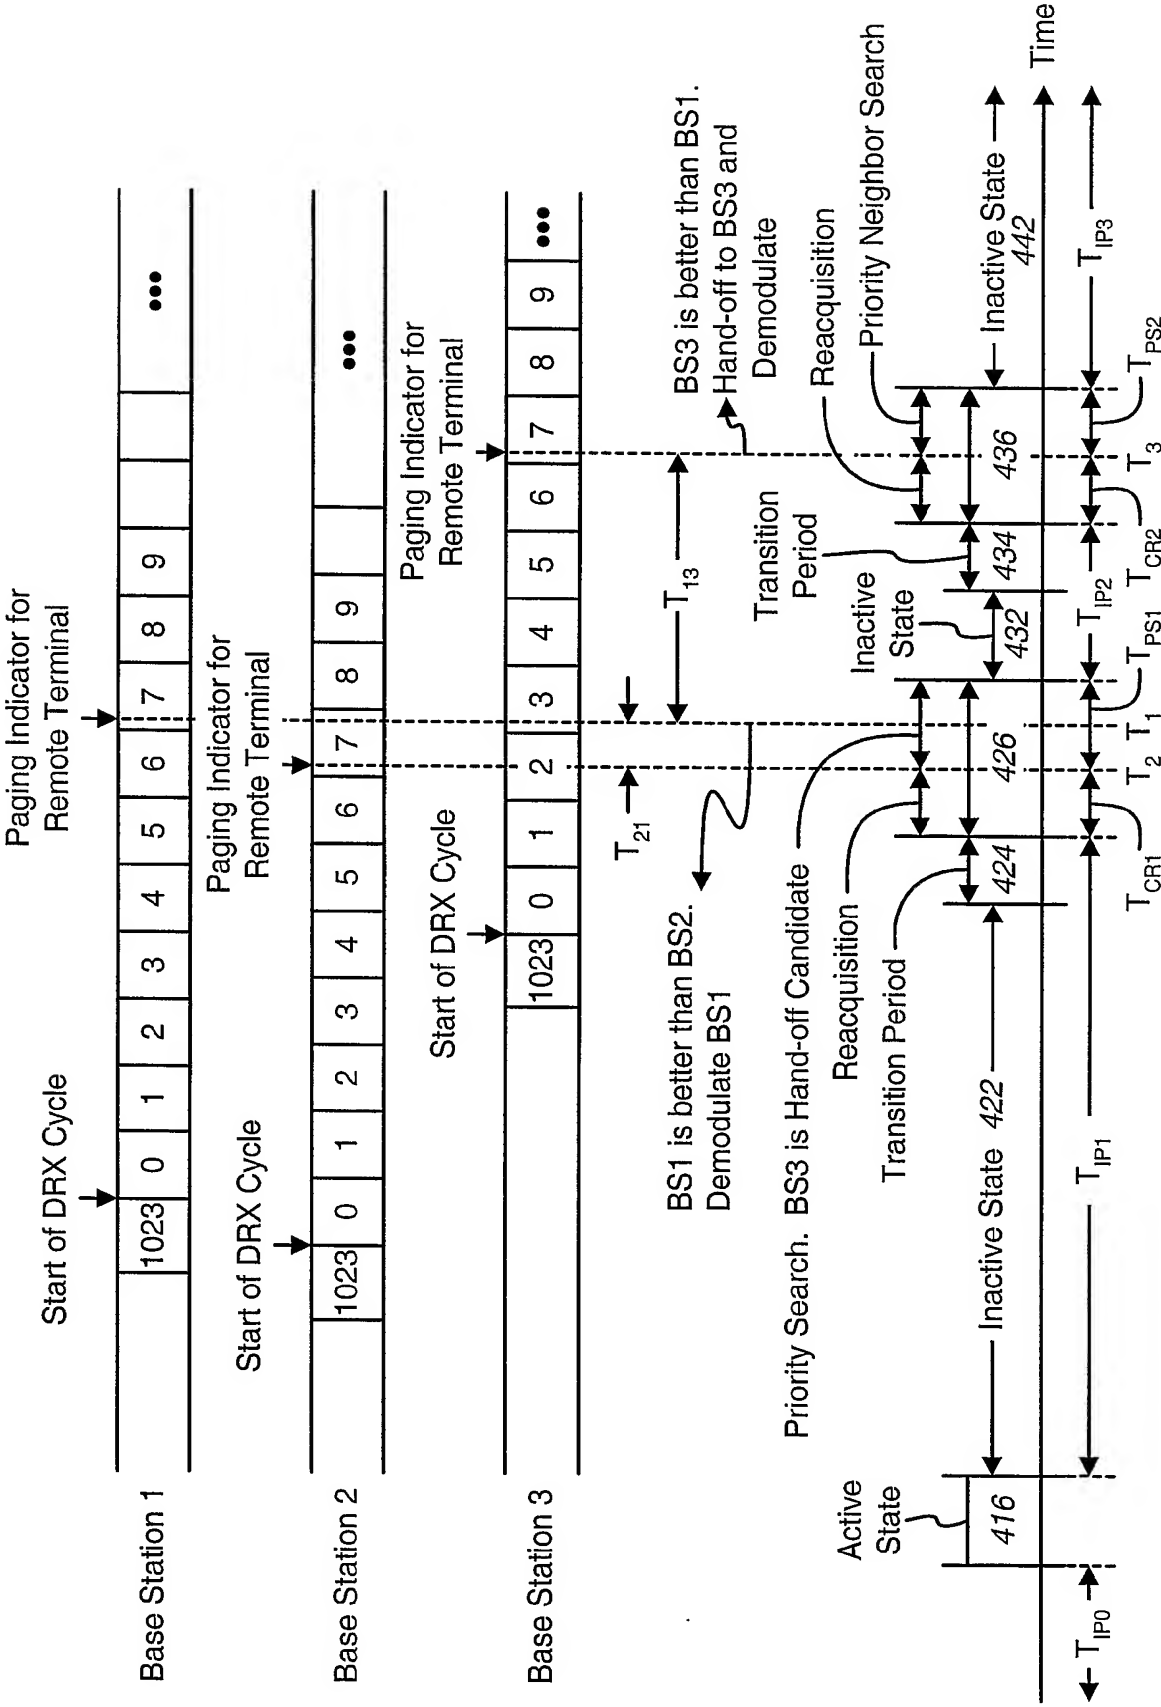 Base Station 1
Start of DRX Cycle
1023 0 1 2 3 4 5 6 7 8 9 •••
Paging Indicator for
Remote Terminal
Base Station 2
Start of DRX Cycle
1023 0 1 2 3 4 5 6 7 8 9 •••
Paging Indicator for
Remote Terminal
Base Station 3
Start of DRX Cycle
1023 0 1 2 3 4 5 6 7 8 9 •••
Paging Indicator for
Remote Terminal
T21
T13
BS1 is better than BS2.
Demodulate BS1
BS3 is better than BS1.
Hand-off to BS3 and
Demodulate
Priority Search. BS3 is Hand-off Candidate
Reacquisition
Transition Period
Transition
Period
Inactive
State
Reacquisition
Priority Neighbor Search
Active
State
416
Inactive State 422
424
426
432
434
436
Inactive State
442
Time
TIP0
TIP1
TCR1
T2
T1
TPS1
TIP2
TCR2
T3
TPS2
TIP3